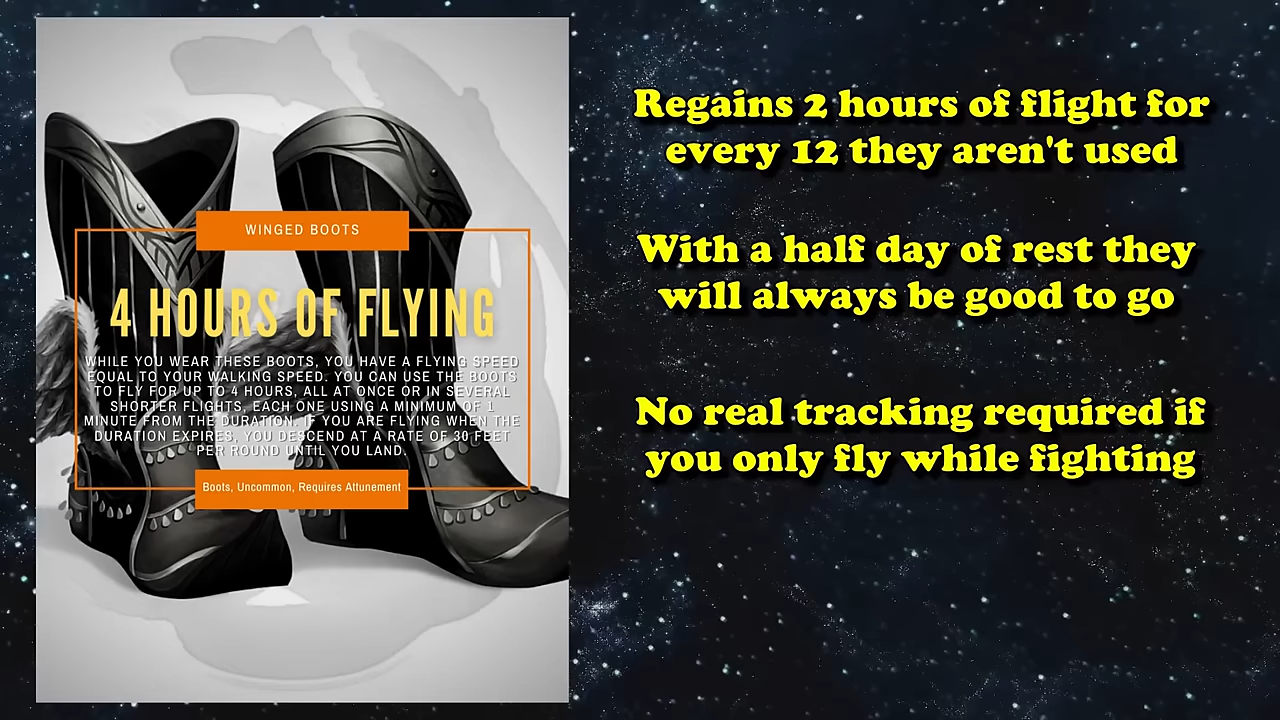 WINGED BOOTS
4 HOURS OF FLYING
WHILE YOU WEAR THESE BOOTS, YOU HAVE A FLYING SPEED
EQUAL TO YOUR WALKING SPEED. YOU CAN USE THE BOOTS
TO FLY FOR UP TO 4 HOURS, ALL AT ONCE OR IN SEVERAL
SHORTER FLIGHTS, EACH ONE USING A MINIMUM OF 1
MINUTE FROM THE DURATION. IF YOU ARE FLYING WHEN THE
DURATION EXPIRES, YOU DESCEND AT A RATE OF 30 FEET
PER ROUND UNTIL YOU LAND.
Boots, Uncommon, Requires Attunement
Regains 2 hours of flight for
every 12 they aren't used
With a half day of rest they
will always be good to go
No real tracking required if
you only fly while fighting